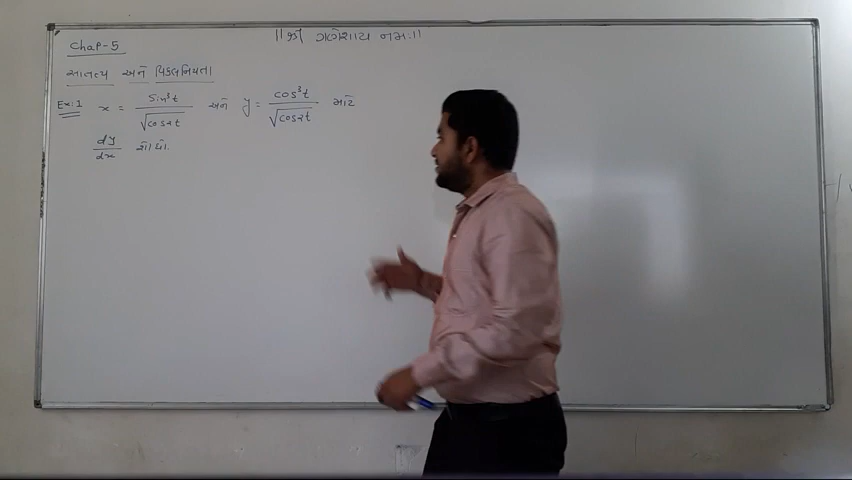 ॥ શ્રી ગણેશાય નમઃ ॥
Chap-5
સાતત્ય અને વિકલનિયતા
Ex:1 x = sin³t / √cos2t અને y = cos³t / √cos2t માટે
dy/dx શોધો.